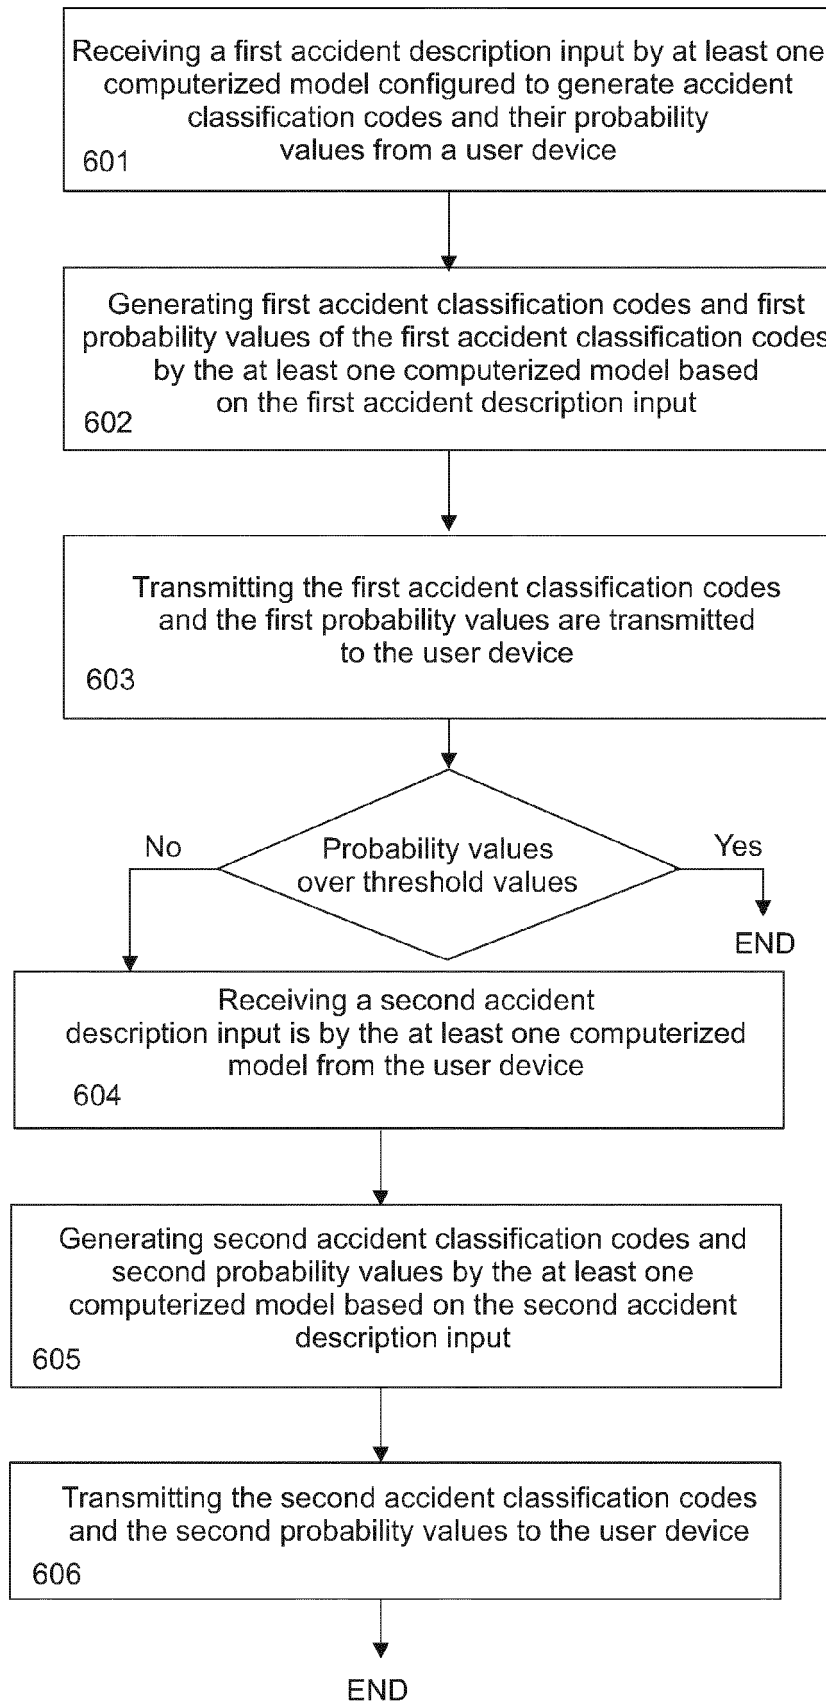 Receiving a first accident description input by at least one
computerized model configured to generate accident
classification codes and their probability
values from a user device
601
Generating first accident classification codes and first
probability values of the first accident classification codes
by the at least one computerized model based
on the first accident description input
602
Transmitting the first accident classification codes
and the first probability values are transmitted
to the user device
603
No
Probability values
over threshold values
Yes
END
Receiving a second accident
description input is by the at least one computerized
model from the user device
604
Generating second accident classification codes and
second probability values by the at least one
computerized model based on the second accident
description input
605
Transmitting the second accident classification codes
and the second probability values to the user device
606
END